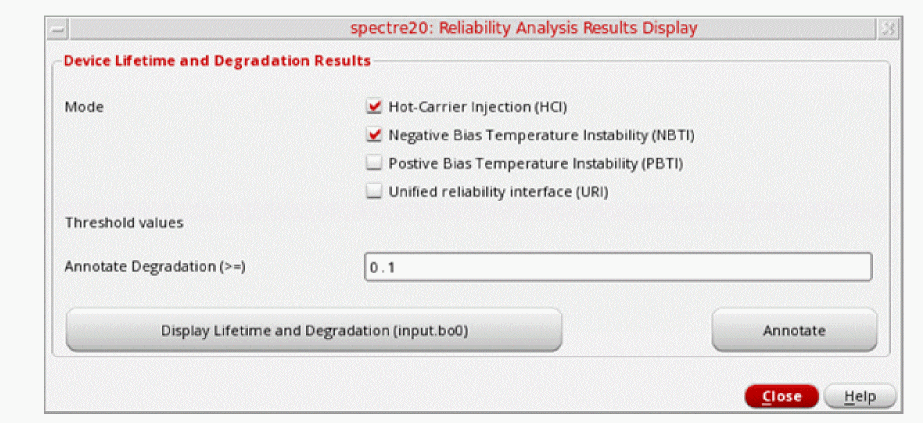 spectre20: Reliability Analysis Results Display
Device Lifetime and Degradation Results
Mode
Hot-Carrier Injection (HCI)
Negative Bias Temperature Instability (NBTI)
Postive Bias Temperature Instability (PBTI)
Unified reliability interface (URI)
Threshold values
Annotate Degradation (>=)
0.1
Display Lifetime and Degradation (input.bo0)
Annotate
Close
Help